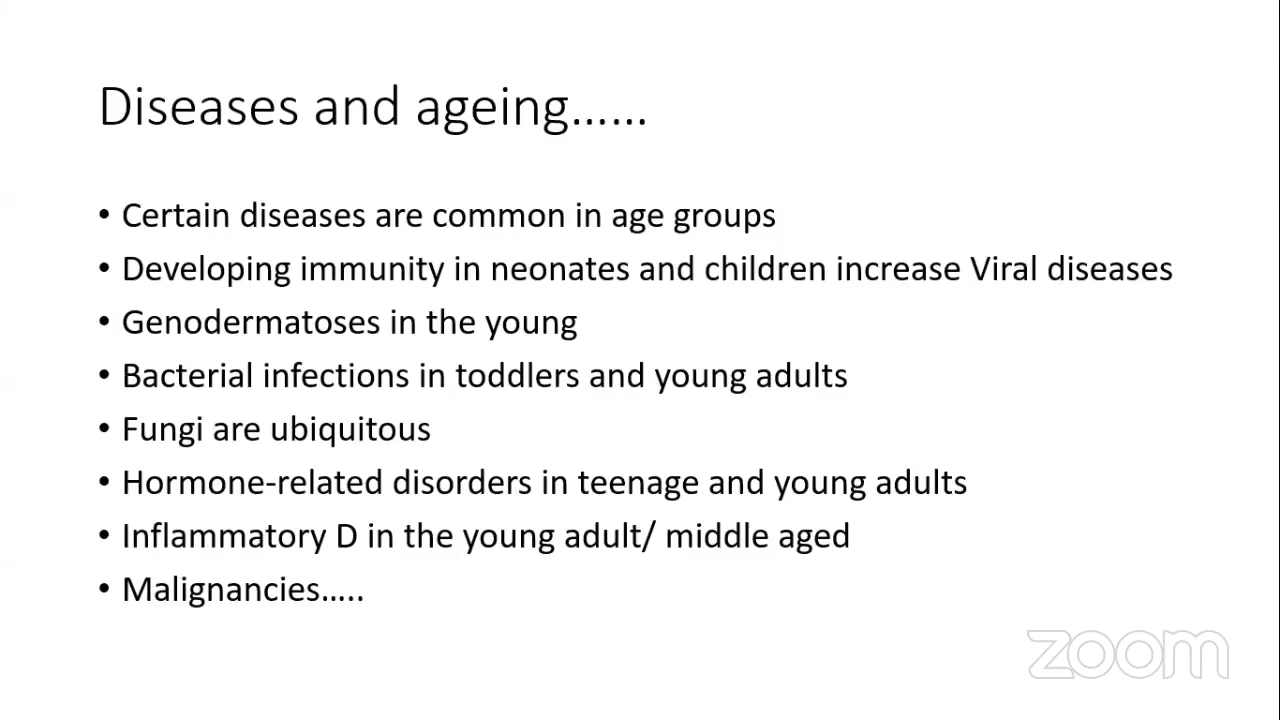 Diseases and ageing......
• Certain diseases are common in age groups
• Developing immunity in neonates and children increase Viral diseases
• Genodermatoses in the young
• Bacterial infections in toddlers and young adults
• Fungi are ubiquitous
• Hormone-related disorders in teenage and young adults
• Inflammatory D in the young adult/ middle aged
• Malignancies.....
zoom